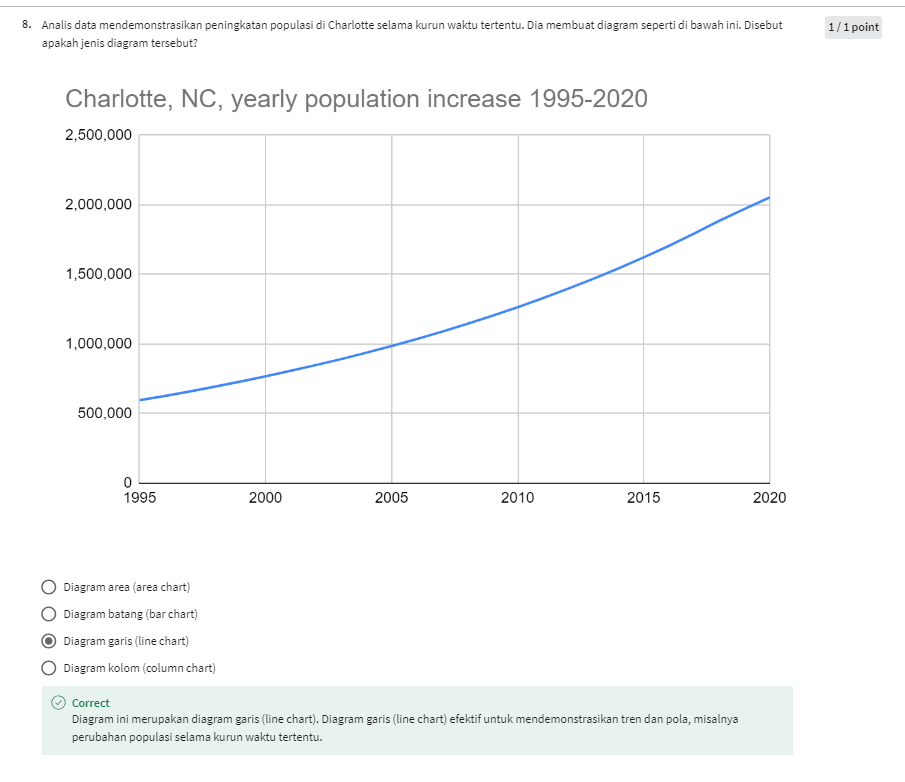 8. Analis data mendemonstrasikan peningkatan populasi di Charlotte selama kurun waktu tertentu. Dia membuat diagram seperti di bawah ini. Disebut
apakah jenis diagram tersebut?
1 / 1 point
Charlotte, NC, yearly population increase 1995-2020
2,500,000
2,000,000
1,500,000
1,000,000
500,000
0
1995 2000 2005 2010 2015 2020
Diagram area (area chart)
Diagram batang (bar chart)
Diagram garis (line chart)
Diagram kolom (column chart)
Correct
Diagram ini merupakan diagram garis (line chart). Diagram garis (line chart) efektif untuk mendemonstrasikan tren dan pola, misalnya
perubahan populasi selama kurun waktu tertentu.